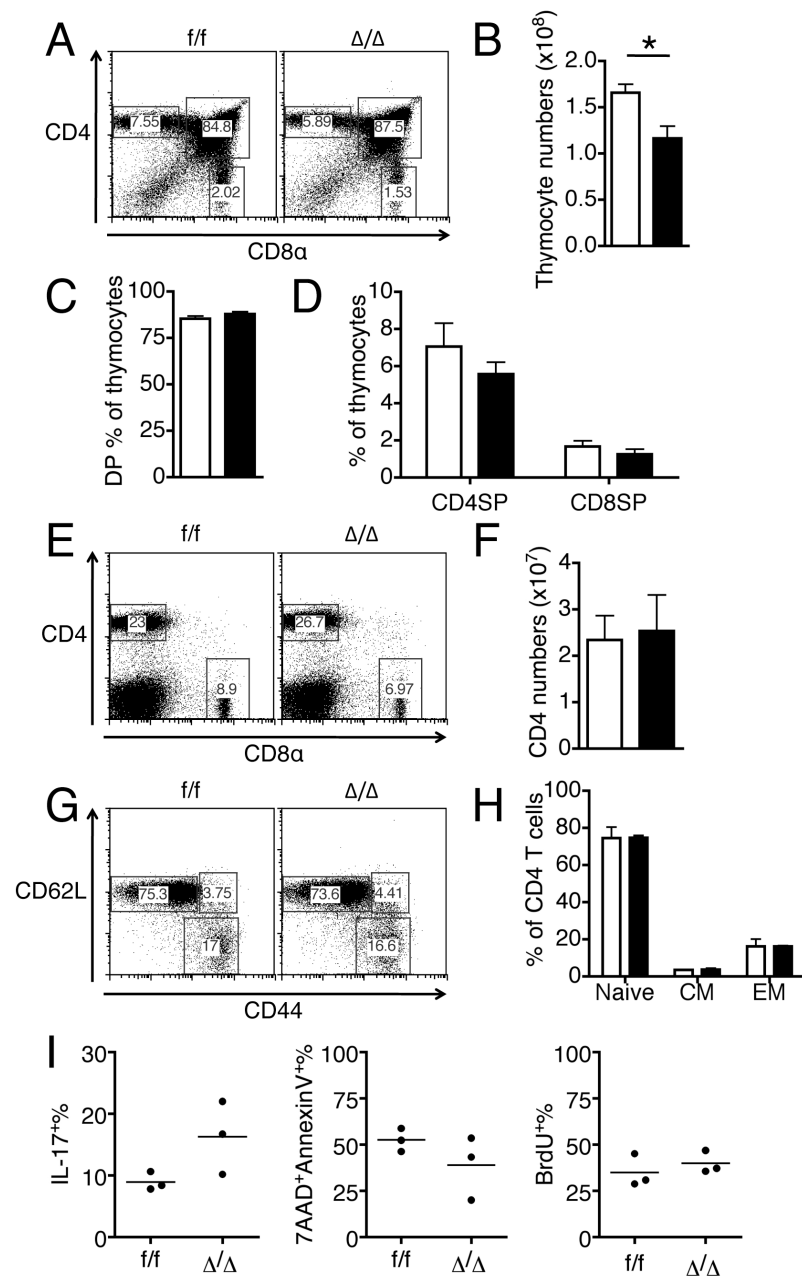 A
f/f
Δ/Δ
CD4
7.55
84.8
2.02
5.89
87.5
1.53
CD8α
B
Thymocyte numbers (x10⁸)
2.0
1.5
1.0
0.5
0.0
*
C
DP % of thymocytes
100
75
50
25
0
D
% of thymocytes
10
8
6
4
2
0
CD4SP
CD8SP
E
f/f
Δ/Δ
CD4
23
8.9
26.7
6.97
CD8α
F
CD4 numbers (x10⁷)
4
3
2
1
0
G
f/f
Δ/Δ
CD62L
75.3
3.75
17
73.6
4.41
16.6
CD44
H
% of CD4 T cells
100
80
60
40
20
0
Naive
CM
EM
I
IL-17⁺%
30
20
10
0
f/f
Δ/Δ
7AAD⁺AnnexinV⁺%
100
75
50
25
0
f/f
Δ/Δ
BrdU⁺%
100
75
50
25
0
f/f
Δ/Δ